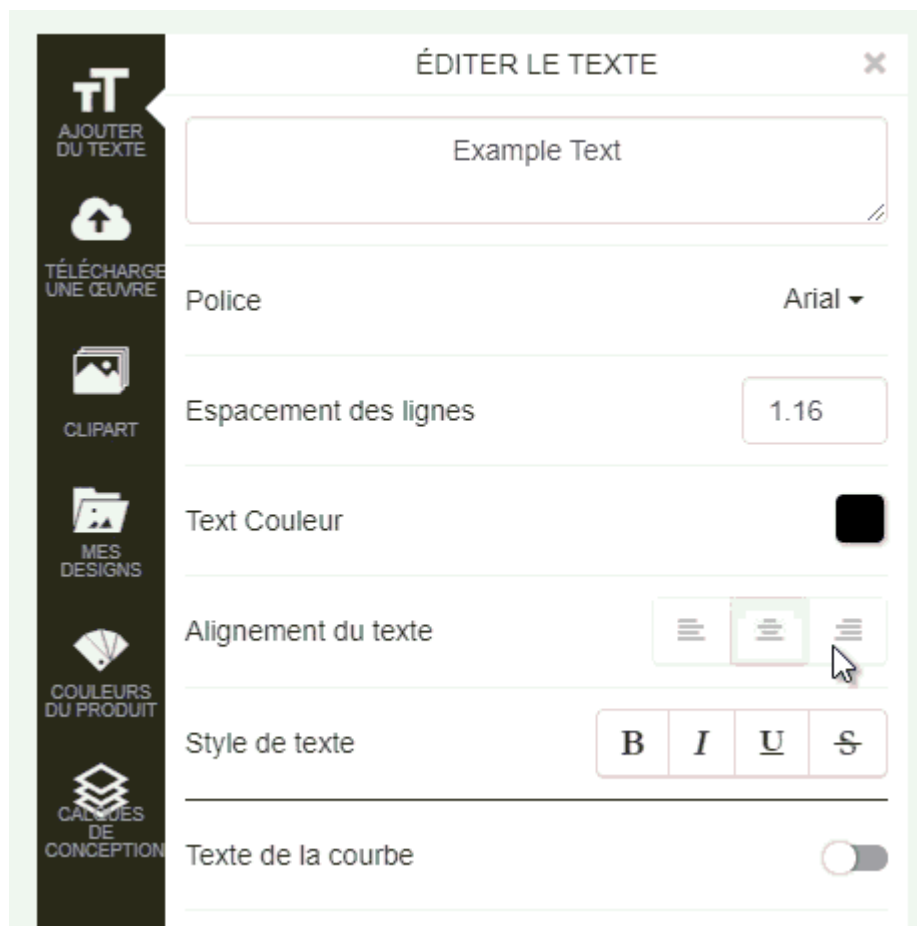 ÉDITER LE TEXTE
AJOUTER
DU TEXTE
Example Text
TÉLÉCHARGE
UNE ŒUVRE
Police
Arial
CLIPART
Espacement des lignes
1.16
MES
DESIGNS
Text Couleur
Alignement du texte
COULEURS
DU PRODUIT
Style de texte
B I U S
CALQUES
DE
CONCEPTION
Texte de la courbe